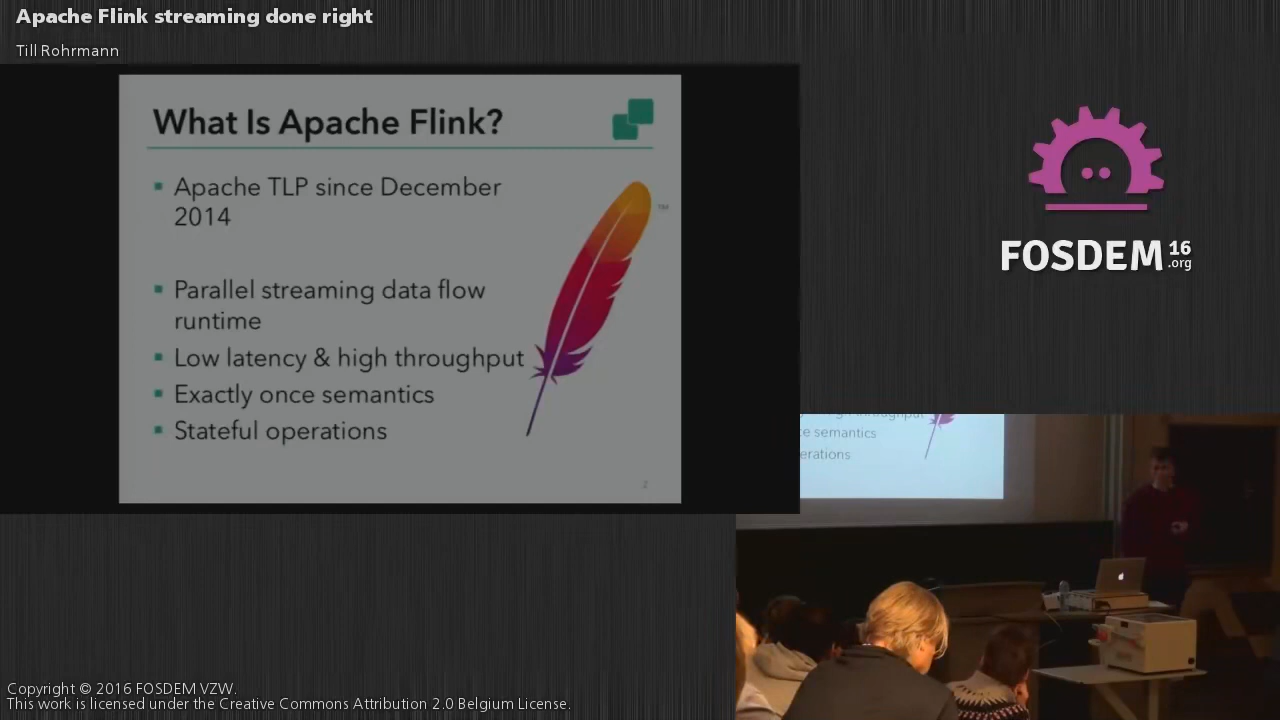 Apache Flink streaming done right
Till Rohrmann
What Is Apache Flink?
Apache TLP since December
2014
Parallel streaming data flow
runtime
Low latency & high throughput
Exactly once semantics
Stateful operations
TM
2
FOSDEM 16
.org
semantics
erations
Copyright © 2016 FOSDEM VZW.
This work is licensed under the Creative Commons Attribution 2.0 Belgium License.